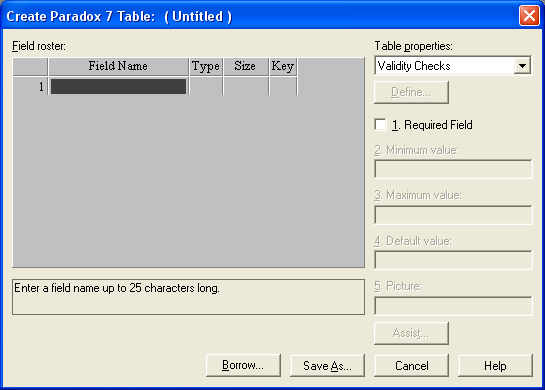 Create Paradox 7 Table: ( Untitled )
Field roster:
Field Name Type Size Key
1
Enter a field name up to 25 characters long.
Table properties:
Validity Checks
Define...
1. Required Field
2. Minimum value:
3. Maximum value:
4. Default value:
5. Picture:
Assist...
Borrow... Save As... Cancel Help